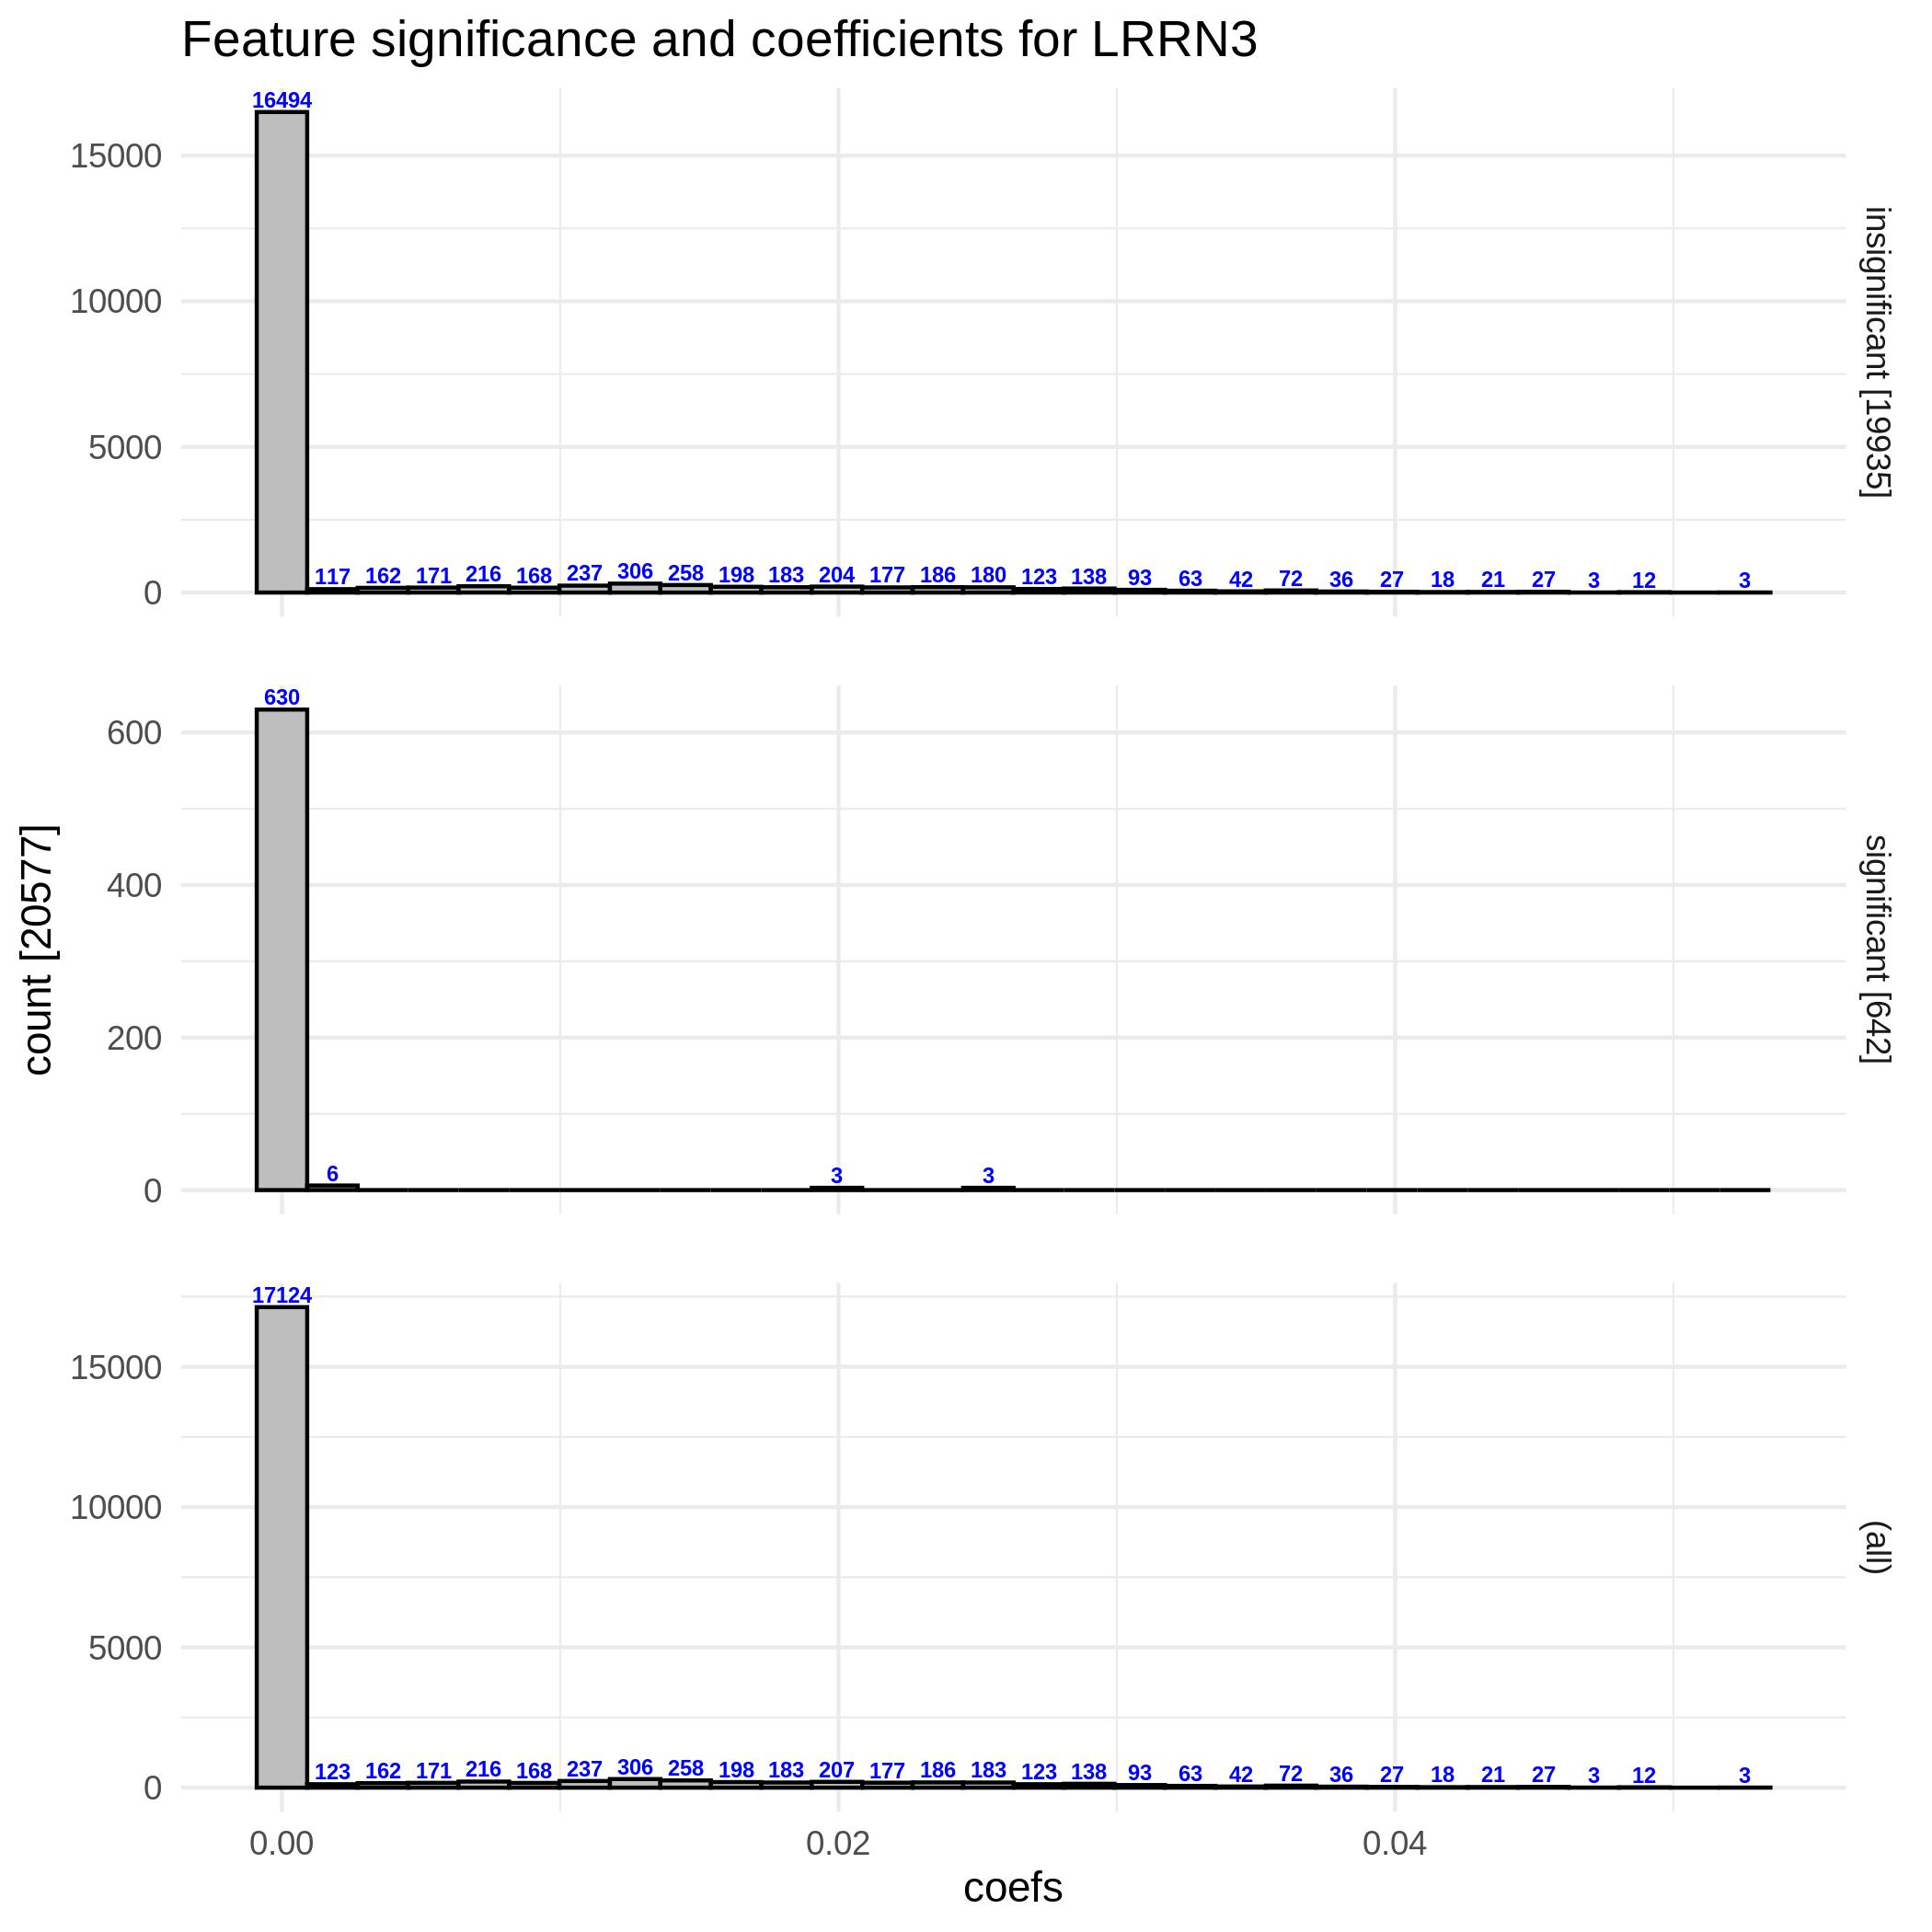 Feature significance and coefficients for LRRN3
16494
15000
10000
5000
0
117 162 171 216 168 237 306 258 198 183 204 177 186 180 123 138 93 63 42 72 36 27 18 21 27 3 12 3
insignificant [19935]
630
600
400
200
0
6 3 3
significant [642]
count [20577]
17124
15000
10000
5000
0
123 162 171 216 168 237 306 258 198 183 207 177 186 183 123 138 93 63 42 72 36 27 18 21 27 3 12 3
(all)
0.00 0.02 0.04
coefs